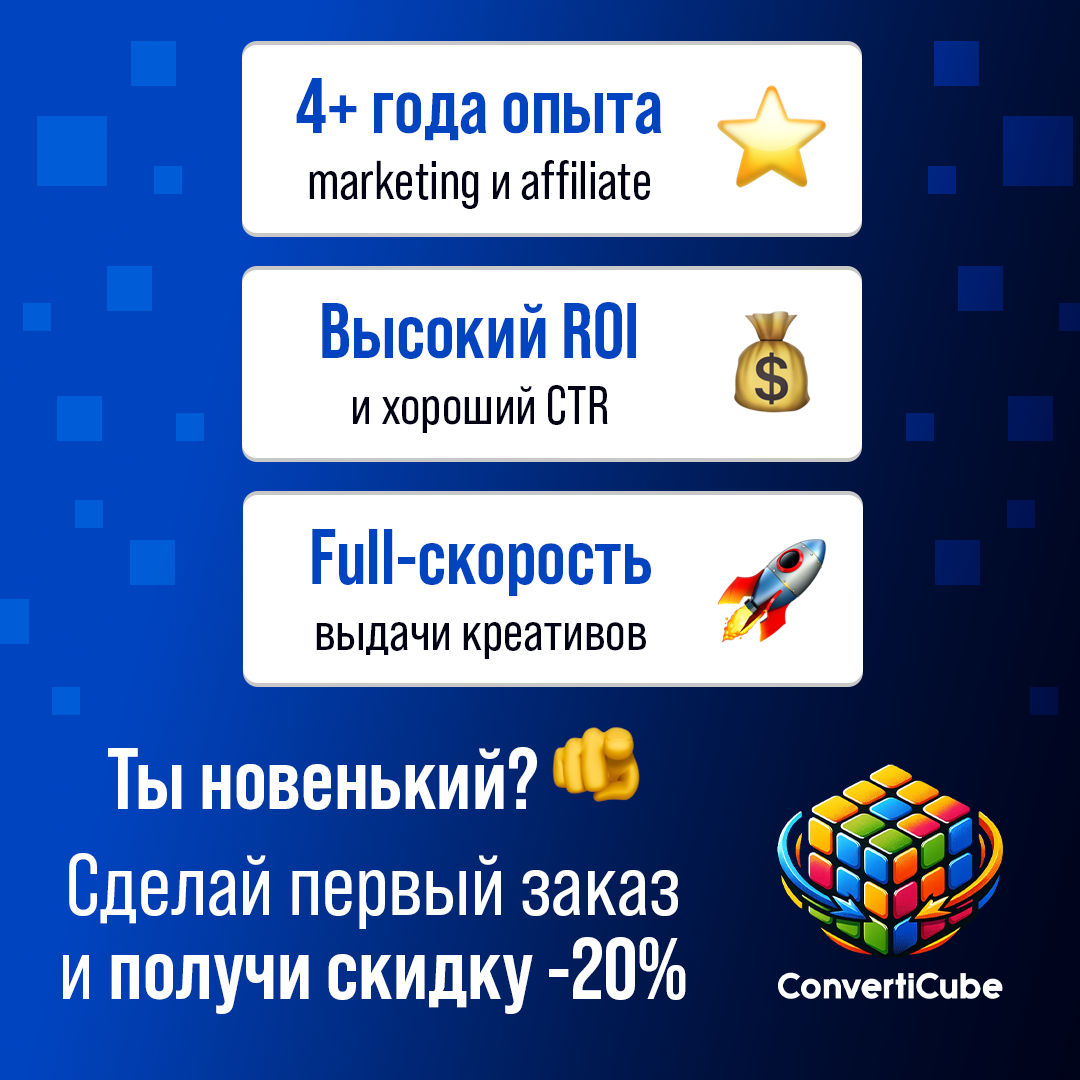 4+ года опыта
marketing и affiliate
Высокий ROI
и хороший CTR
$
Full-скорость
выдачи креативов
Ты новенький?
Сделай первый заказ
и получи скидку -20%
ConvertiCube